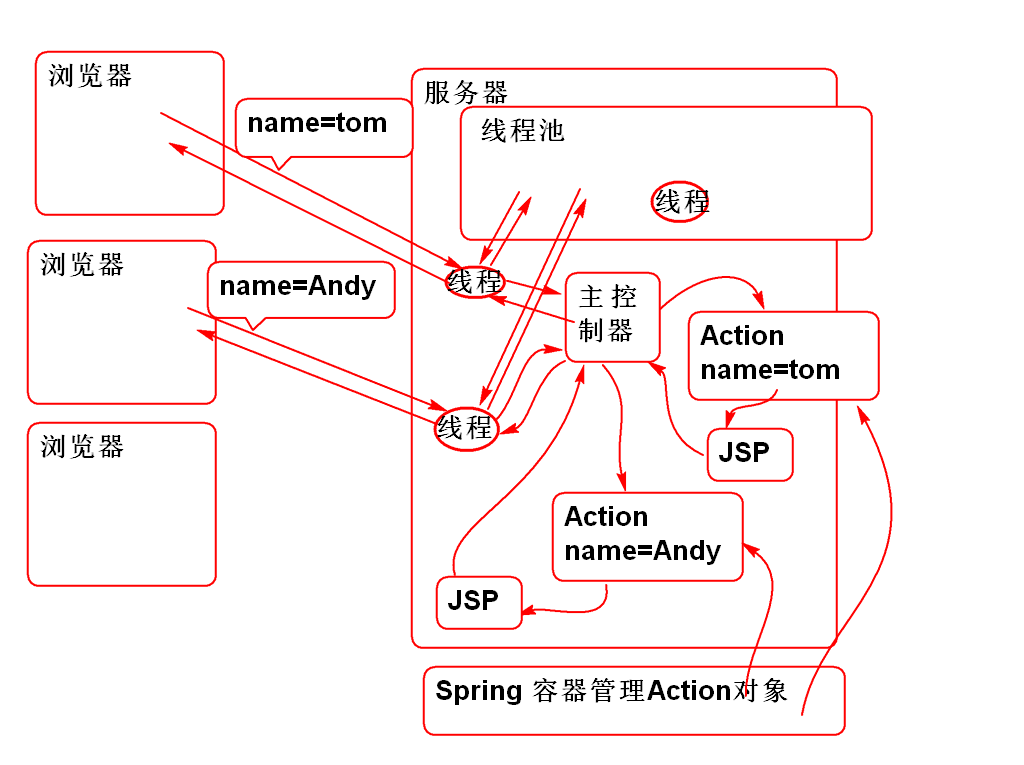 浏览器
name=tom
服务器
线程池
线程
浏览器
name=Andy
线程
主控
制器
Action
name=tom
线程
浏览器
JSP
Action
name=Andy
JSP
Spring 容器管理Action对象